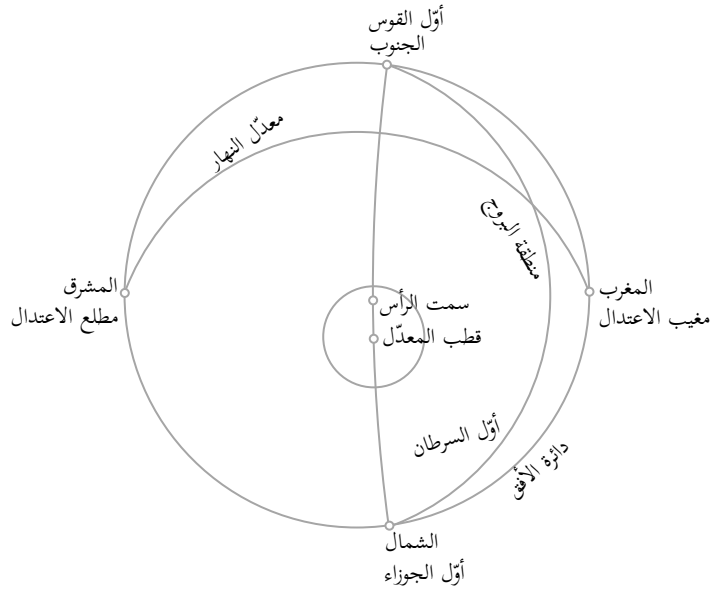 أوّل القوس
الجنوب
معدّل النهار
منطقة البروج
المشرق
مطلع الاعتدال
المغرب
مغيب الاعتدال
سمت الرأس
قطب المعدّل
أوّل السرطان
دائرة الأفق
الشمال
أوّل الجوزاء